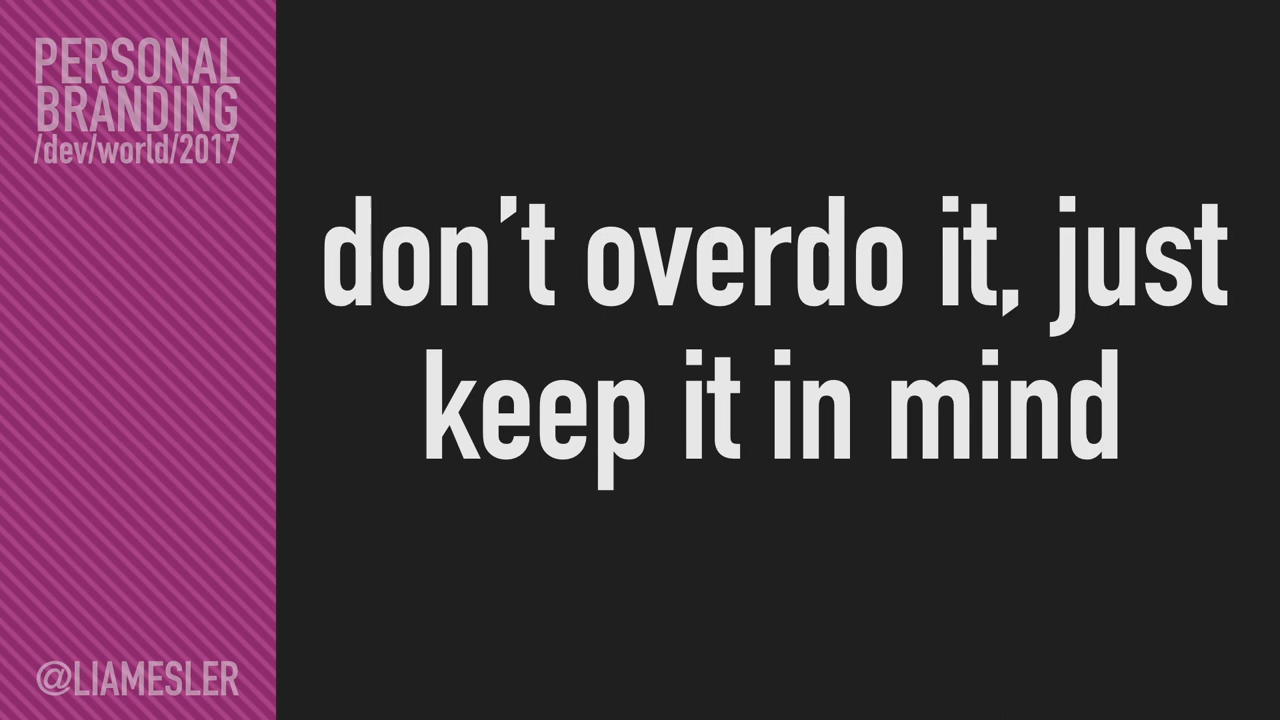 PERSONAL
BRANDING
/dev/world/2017
don't overdo it, just
keep it in mind
@LIAMESLER